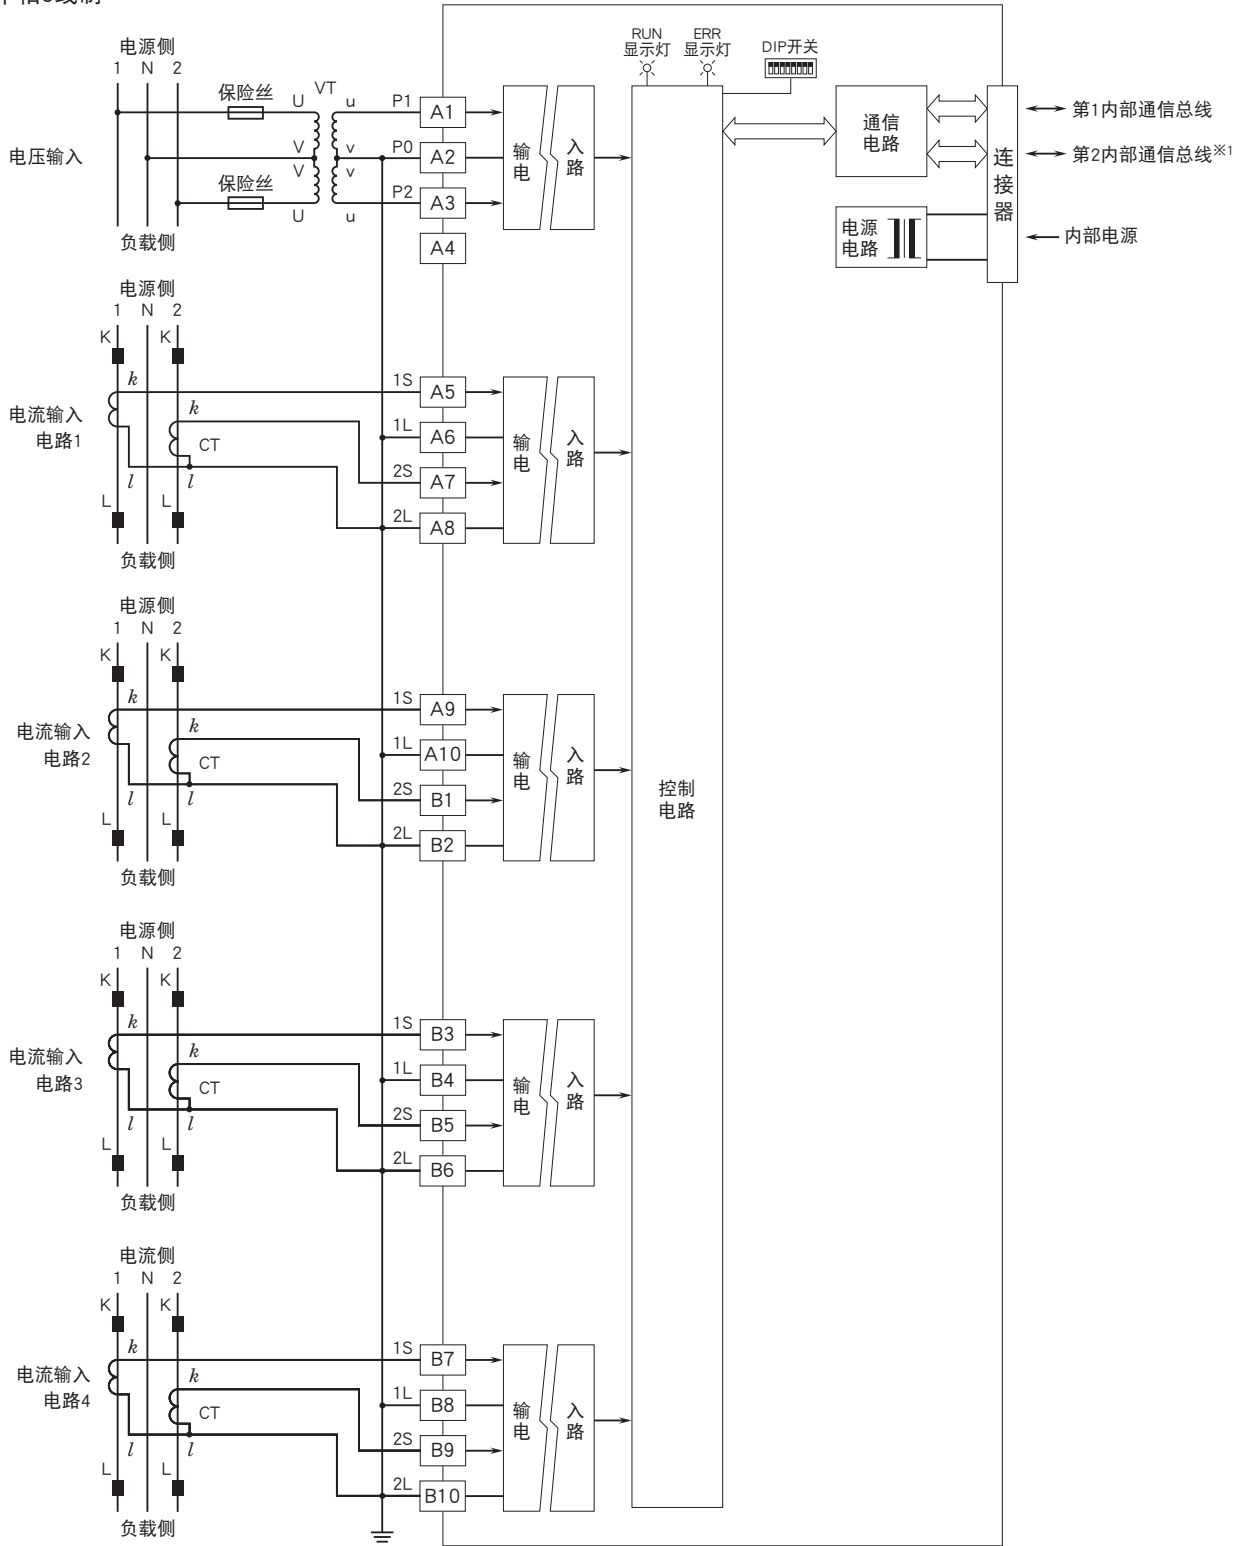 电源侧
1 N 2
保险丝
U VT u P1 A1
电压输入
V v P0 A2
V v
保险丝
U u P2 A3
负载侧
A4
输 入
电 路
RUN
显示灯
ERR
显示灯
DIP开关
通信
电路
连
接
器
第1内部通信总线
第2内部通信总线※1
电源
电路
内部电源
控制
电路
电源侧
1 N 2
K K
k 1S A5
电流输入
电路1
k 1L A6
CT
2S A7
l l
L L
2L A8
负载侧
输 入
电 路
电源侧
1 N 2
K K
k 1S A9
电流输入
电路2
k 1L A10
CT
2S B1
l l
L L
2L B2
负载侧
输 入
电 路
电源侧
1 N 2
K K
k 1S B3
电流输入
电路3
k 1L B4
CT
2S B5
l l
L L
2L B6
负载侧
输 入
电 路
电流侧
1 N 2
K K
k 1S B7
电流输入
电路4
k 1L B8
CT
2S B9
l l
L L
2L B10
负载侧
输 入
电 路